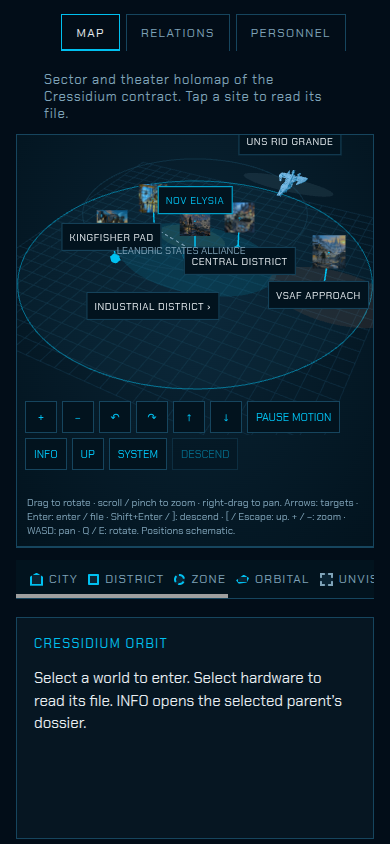 MAP
RELATIONS
PERSONNEL
Sector and theater holomap of the
Cressidium contract. Tap a site to read its
file.
UNS RIO GRANDE
NOV ELYSIA
KINGFISHER PAD
LEANDRIC STATES ALLIANCE
CENTRAL DISTRICT
VSAF APPROACH
INDUSTRIAL DISTRICT ›
+
−
↶
↷
↑
↓
PAUSE MOTION
INFO
UP
SYSTEM
DESCEND
Drag to rotate · scroll / pinch to zoom · right-drag to pan. Arrows: targets ·
Enter: enter / file · Shift+Enter / ]: descend · [ / Escape: up. + / −: zoom ·
WASD: pan · Q / E: rotate. Positions schematic.
CITY
DISTRICT
ZONE
ORBITAL
UNVIS
CRESSIDIUM ORBIT
Select a world to enter. Select hardware to
read its file. INFO opens the selected parent's
dossier.